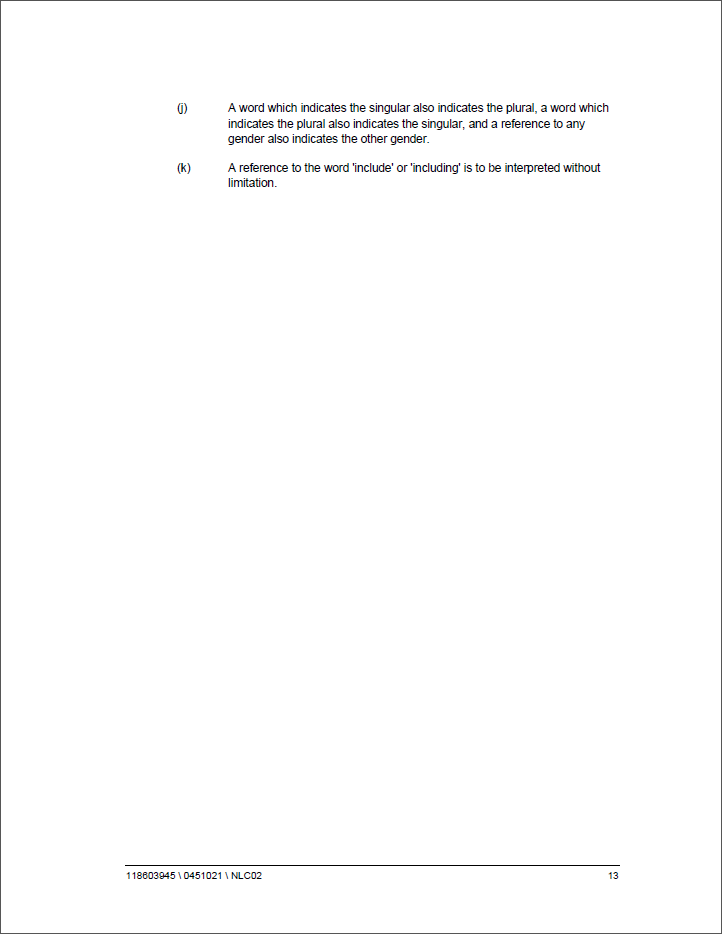 (j) A word which indicates the singular also indicates the plural, a word which
indicates the plural also indicates the singular, and a reference to any
gender also indicates the other gender.
(k) A reference to the word 'include' or 'including' is to be interpreted without
limitation.
118603945 \ 0451021 \ NLC02 13